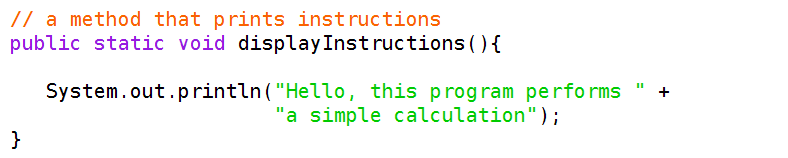 // a method that prints instructions
public static void displayInstructions(){
System.out.println("Hello, this program performs " +
"a simple calculation");
}